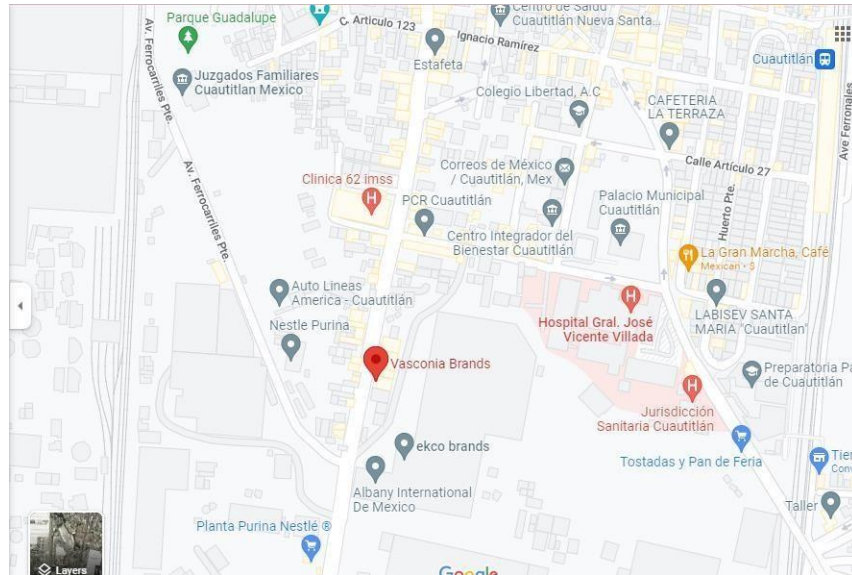 Parque Guadalupe
C. Articulo 123
Centro de Salud
Cuautitlán Nueva Santa...
Ignacio Ramírez
Estafeta
Cuautitlán
Juzgados Familiares
Cuautitlan Mexico
Av. Ferrocarriles Pte.
Colegio Libertad, A.C
CAFETERIA
LA TERRAZA
Ave Ferronales
Calle Artículo 27
Clinica 62 imss
Correos de México
/ Cuautitlán, Mex
PCR Cuautitlán
Palacio Municipal
Cuautitlán
Huerto Pte.
Av. Ferrocarriles Pte.
Centro Integrador del
Bienestar Cuautitlán
La Gran Marcha, Café
Mexican • $
Auto Lineas
America - Cuautitlán
Nestle Purina
Hospital Gral. José
Vicente Villada
LABISEV SANTA
MARIA "Cuautitlan"
Vasconia Brands
Preparatoria Pa
de Cuautitlán
Jurisdicción
Sanitaria Cuautitlán
ekco brands
Tostadas y Pan de Feria
Tien
Conv
Albany International
De Mexico
Taller
Planta Purina Nestlé ®
Layers
Google